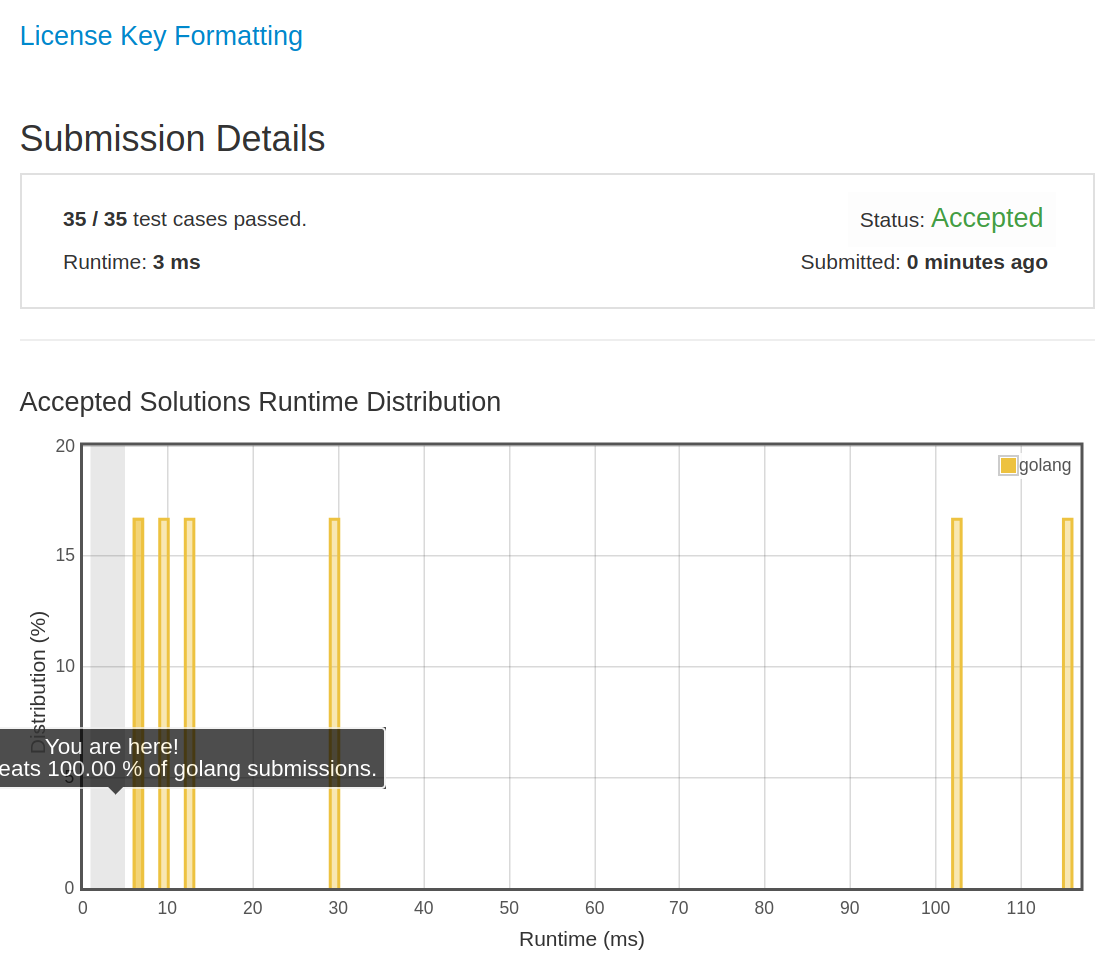 License Key Formatting
Submission Details
35 / 35 test cases passed.
Status: Accepted
Runtime: 3 ms
Submitted: 0 minutes ago
Accepted Solutions Runtime Distribution
golang
20
15
10
5
0
Distribution (%)
You are here!
eats 100.00 % of golang submissions.
0 10 20 30 40 50 60 70 80 90 100 110
Runtime (ms)